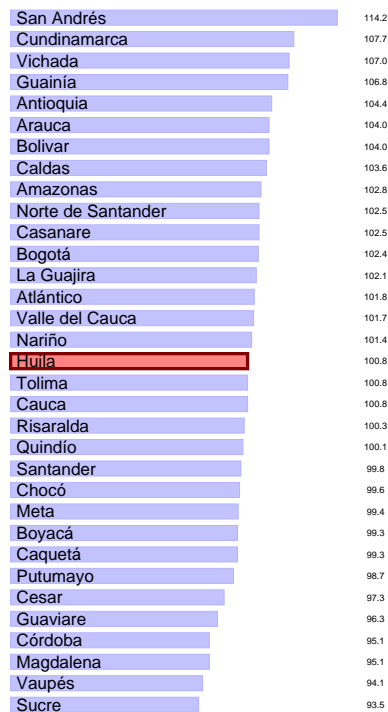 San Andrés 114.2
Cundinamarca 107.7
Vichada 107.0
Guainía 106.8
Antioquia 104.4
Arauca 104.0
Bolivar 104.0
Caldas 103.6
Amazonas 102.8
Norte de Santander 102.5
Casanare 102.5
Bogotá 102.4
La Guajira 102.1
Atlántico 101.8
Valle del Cauca 101.7
Nariño 101.4
Huila 100.8
Tolima 100.8
Cauca 100.8
Risaralda 100.3
Quindío 100.1
Santander 99.8
Chocó 99.6
Meta 99.4
Boyacá 99.3
Caquetá 99.3
Putumayo 98.7
Cesar 97.3
Guaviare 96.3
Córdoba 95.1
Magdalena 95.1
Vaupés 94.1
Sucre 93.5